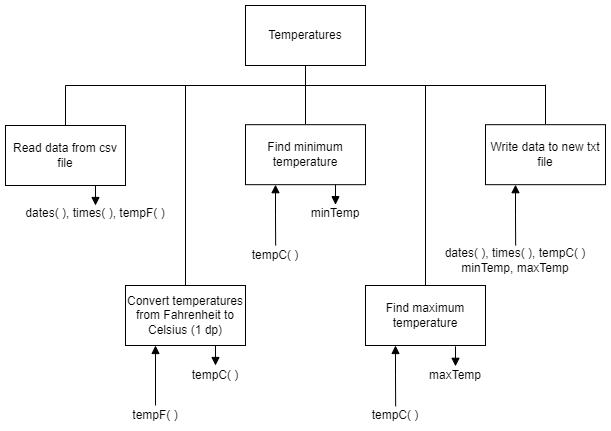 Temperatures
Read data from csv
file
dates( ), times( ), tempF( )
Convert temperatures
from Fahrenheit to
Celsius (1 dp)
tempF( )
tempC( )
Find minimum
temperature
tempC( )
minTemp
Find maximum
temperature
tempC( )
maxTemp
Write data to new txt
file
dates( ), times( ), tempC( )
minTemp, maxTemp